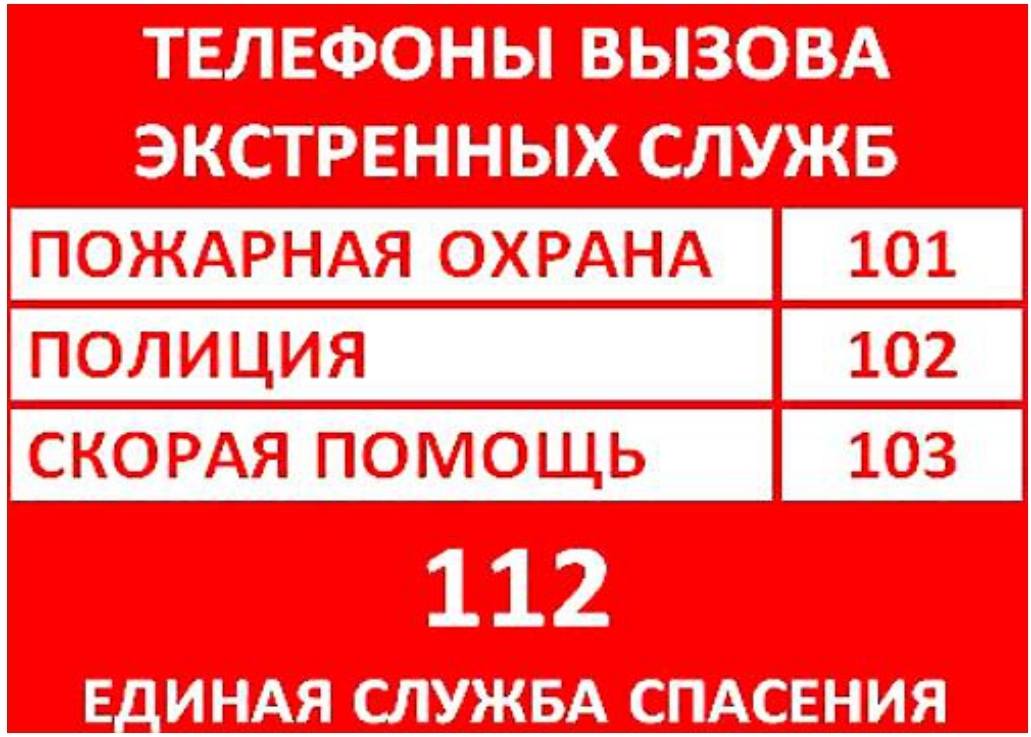 ТЕЛЕФОНЫ ВЫЗОВА
ЭКСТРЕННЫХ СЛУЖБ
ПОЖАРНАЯ ОХРАНА 101
ПОЛИЦИЯ 102
СКОРАЯ ПОМОЩЬ 103
112
ЕДИНАЯ СЛУЖБА СПАСЕНИЯ